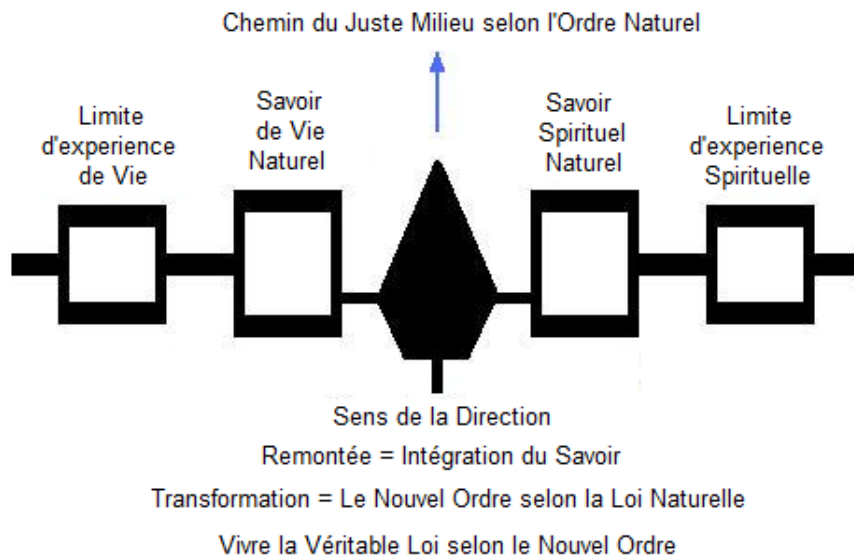 Chemin du Juste Milieu selon l'Ordre Naturel
Limite
d'experience
de Vie
Savoir
de Vie
Naturel
Savoir
Spirituel
Naturel
Limite
d'experience
Spirituelle
Sens de la Direction
Remontée = Intégration du Savoir
Transformation = Le Nouvel Ordre selon la Loi Naturelle
Vivre la Véritable Loi selon le Nouvel Ordre